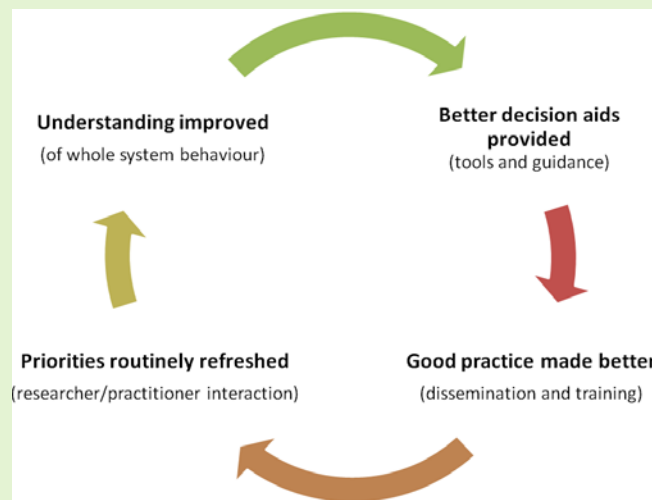 Understanding improved
(of whole system behaviour)
Better decision aids
provided
(tools and guidance)
Priorities routinely refreshed
(researcher/practitioner interaction)
Good practice made better
(dissemination and training)